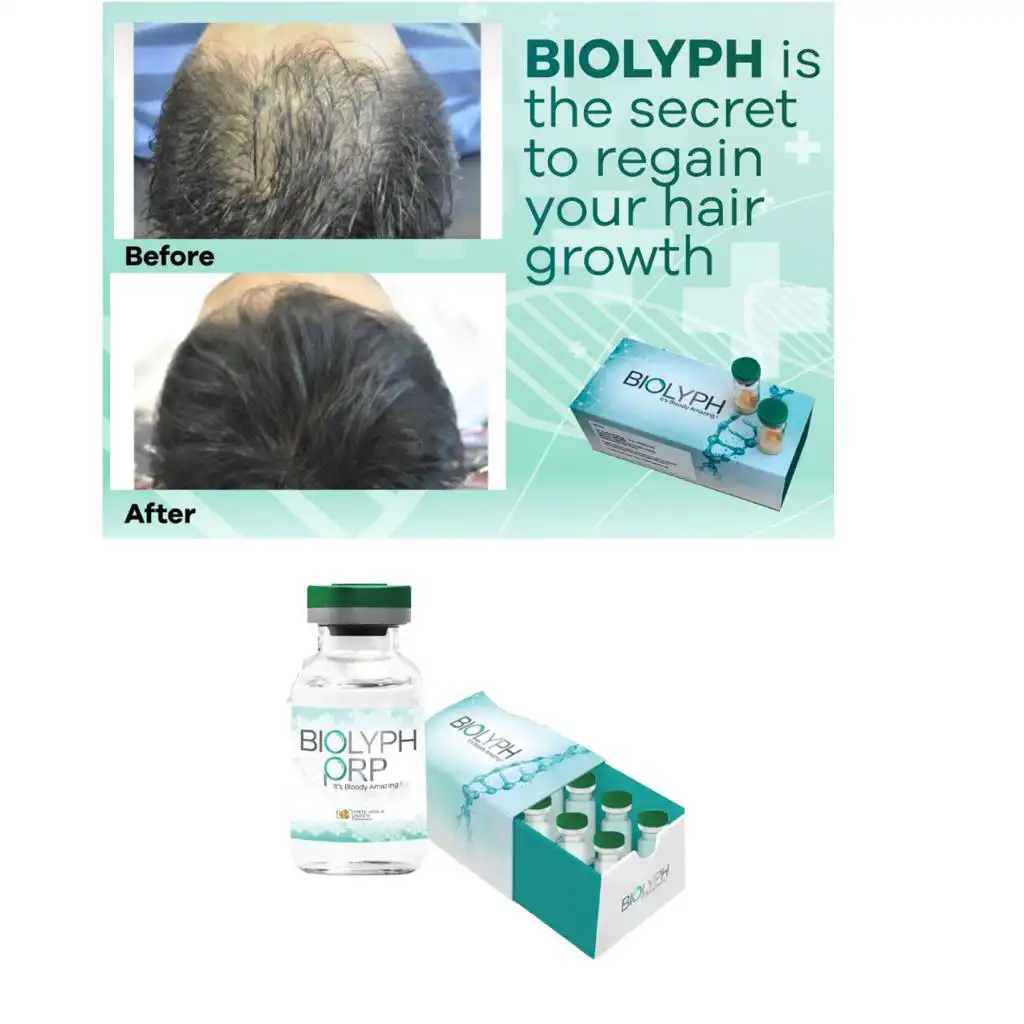 BIOLYPH is
the secret
to regain
your hair
growth
Before
After
BIOLYPH
It's Bloody Amazing !
BIOLYPH
PRP
It's Bloody Amazing !
BIOLYPH
BIOLYPH